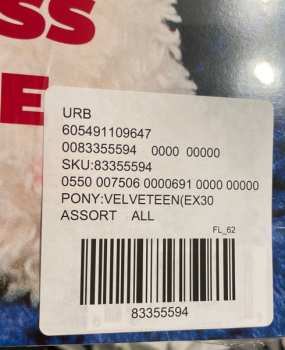 SS
E
URB
605491109647
0083355594 0000 00000
SKU:83355594
0550 007506 0000691 0000 00000
PONY:VELVETEEN(EX30
ASSORT ALL
FL_62
83355594